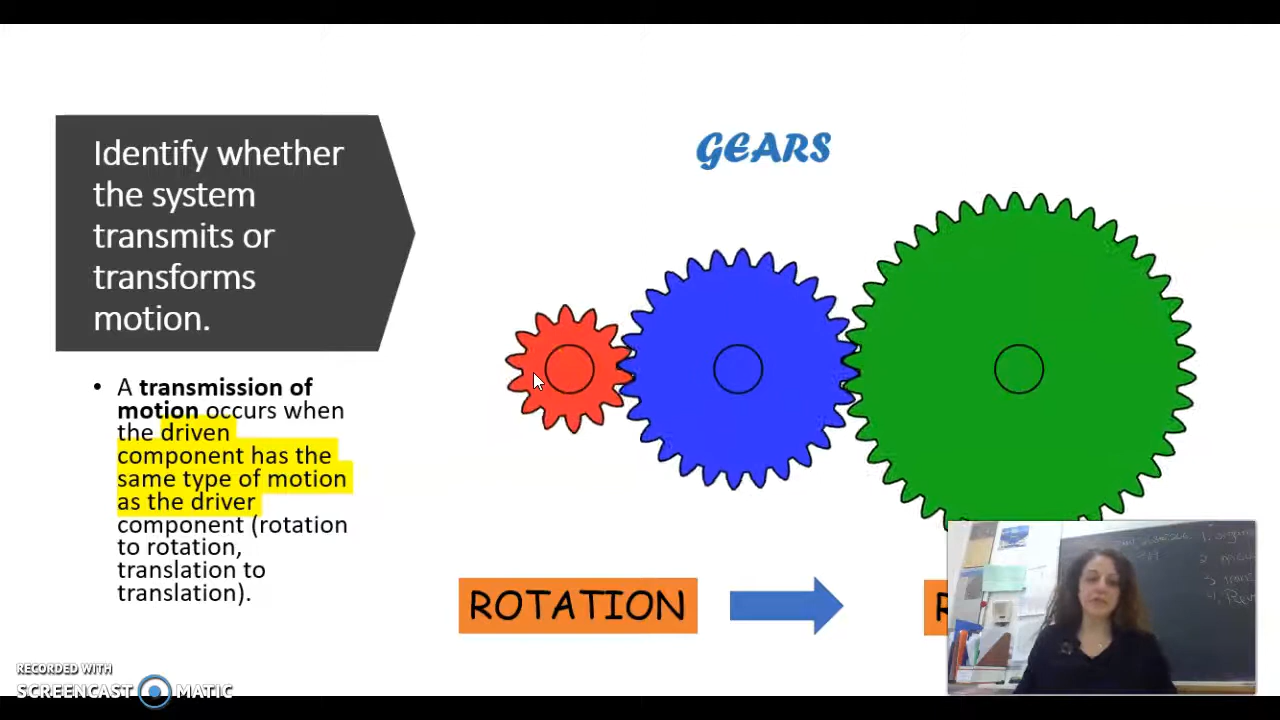 Identify whether
the system
transmits or
transforms
motion.
• A transmission of
motion occurs when
the driven
component has the
same type of motion
as the driver
component (rotation
to rotation,
translation to
translation).
GEARS
ROTATION
R
RECORDED WITH
SCREENCAST MATIC